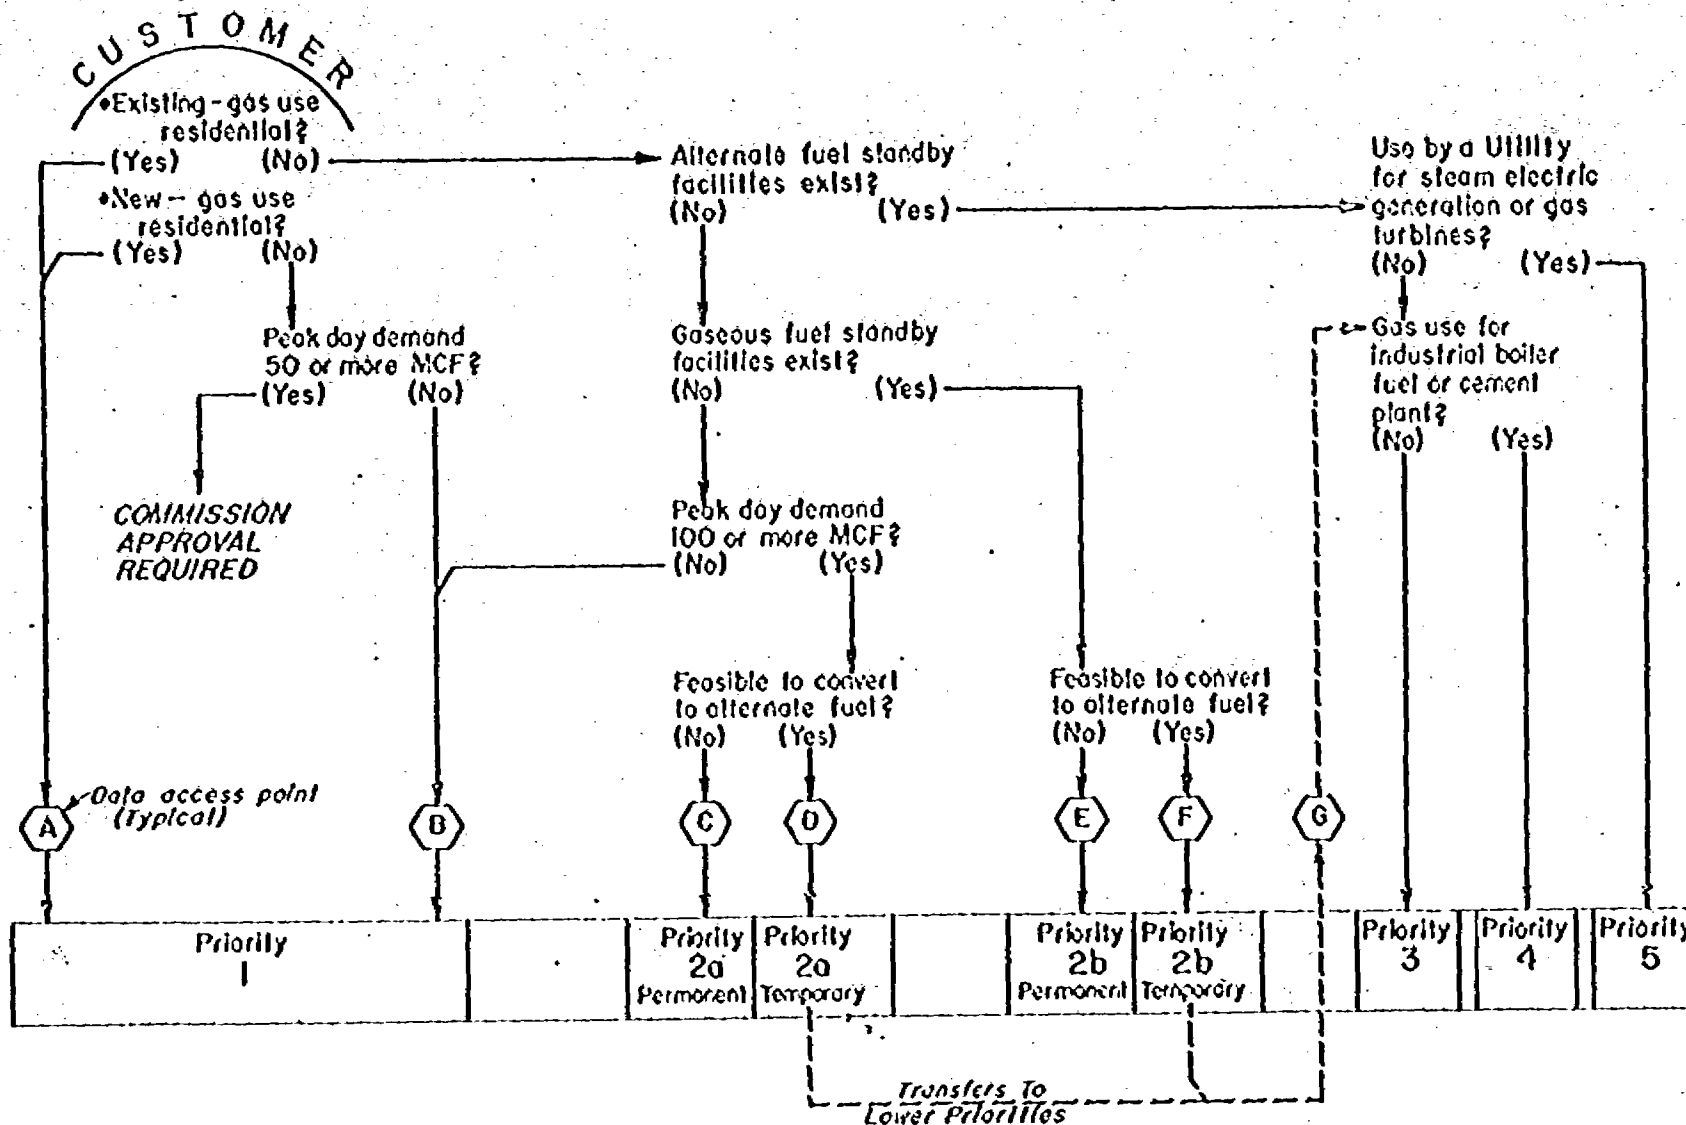 CUSTOMER
•Existing-gas use
residential?
(Yes) (No)
•New- gas use
residential?
(Yes) (No)
Peak day demand
50 or more MCF?
(Yes) (No)
COMMISSION
APPROVAL
REQUIRED
Alternate fuel standby
facilities exist?
(No) (Yes)
Gaseous fuel standby
facilities exist?
(No) (Yes)
Peak day demand
100 or more MCF?
(No) (Yes)
Feasible to convert
to alternate fuel?
(No) (Yes)
Feasible to convert
to alternate fuel?
(No) (Yes)
Use by a Utility
for steam electric
generation or gas
turbines?
(No) (Yes)
Gas use for
industrial boiler
fuel or cement
plant?
(No) (Yes)
Data access point
(Typical)
A
B
C
D
E
F
G
Priority
1
Priority
2a
Permanent
Priority
2a
Temporary
Priority
2b
Permanent
Priority
2b
Temporary
Priority
3
Priority
4
Priority
5
Transfers To
Lower Priorities